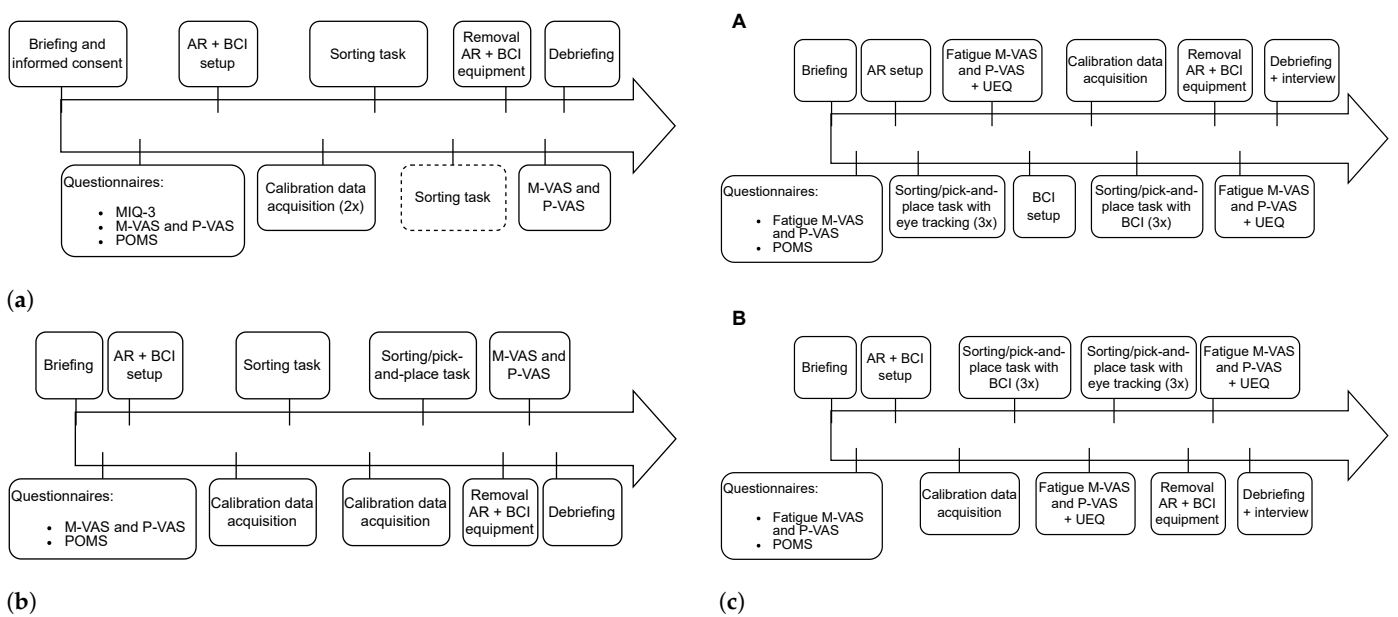 Briefing and
informed consent
AR + BCI
setup
Sorting task
Removal
AR + BCI
equipment
Debriefing
Questionnaires:
• MIQ-3
• M-VAS and P-VAS
• POMS
Calibration data
acquisition (2x)
Sorting task
M-VAS and
P-VAS
(a)
Briefing
AR + BCI
setup
Sorting task
Sorting/pick-
and-place task
M-VAS and
P-VAS
Questionnaires:
• M-VAS and P-VAS
• POMS
Calibration data
acquisition
Calibration data
acquisition
Removal
AR + BCI
equipment
Debriefing
(b)
A
Briefing
AR setup
Fatigue M-VAS
and P-VAS
+ UEQ
Calibration data
acquisition
Removal
AR + BCI
equipment
Debriefing
+ interview
Questionnaires:
• Fatigue M-VAS
and P-VAS
• POMS
Sorting/pick-and-
place task with
eye tracking (3x)
BCI
setup
Sorting/pick-and-
place task with
BCI (3x)
Fatigue M-VAS
and P-VAS
+ UEQ
B
Briefing
AR + BCI
setup
Sorting/pick-and-
place task with
BCI (3x)
Sorting/pick-and-
place task with
eye tracking (3x)
Fatigue M-VAS
and P-VAS
+ UEQ
Questionnaires:
• Fatigue M-VAS
and P-VAS
• POMS
Calibration data
acquisition
Fatigue M-VAS
and P-VAS
+ UEQ
Removal
AR + BCI
equipment
Debriefing
+ interview
(c)